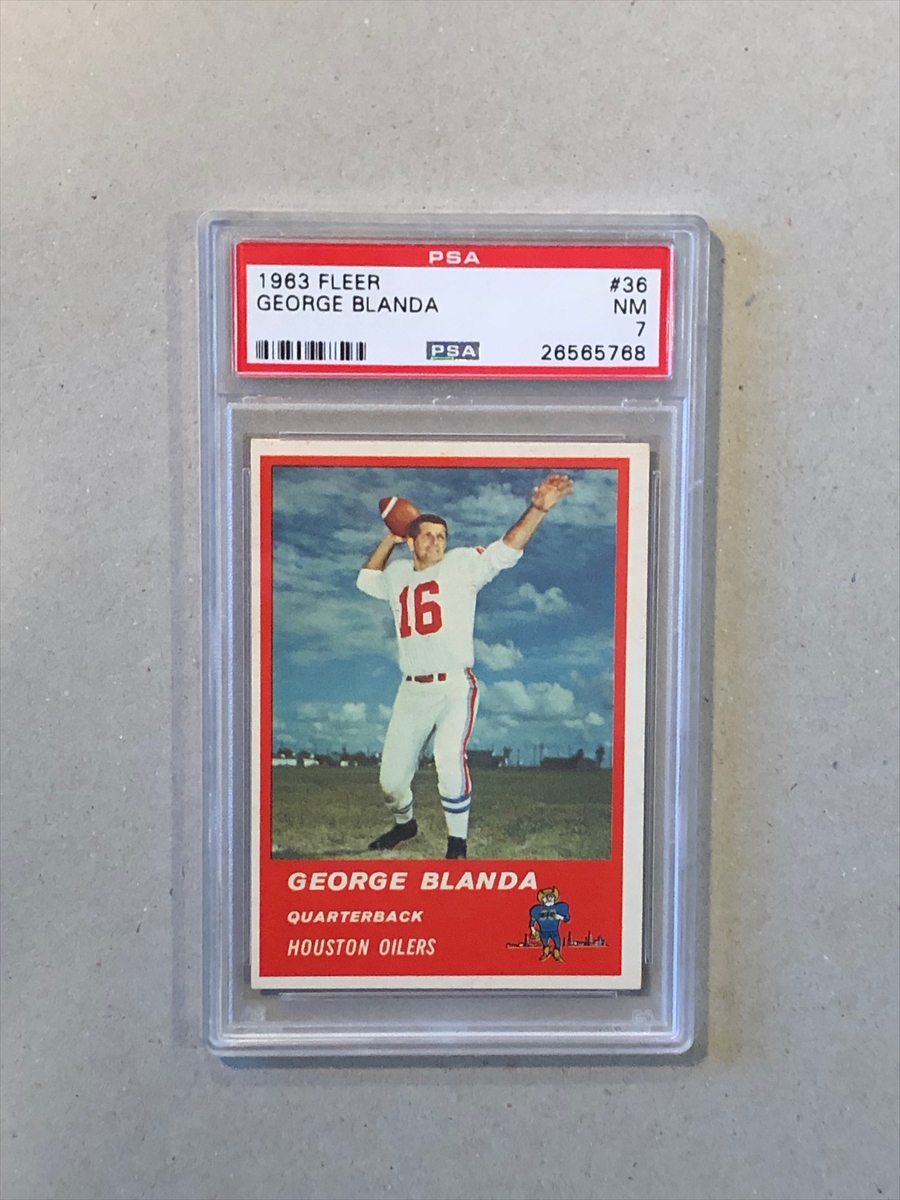 PSA
1963 FLEER #36
GEORGE BLANDA NM
7
PSA 26565768
16
GEORGE BLANDA
QUARTERBACK
HOUSTON OILERS